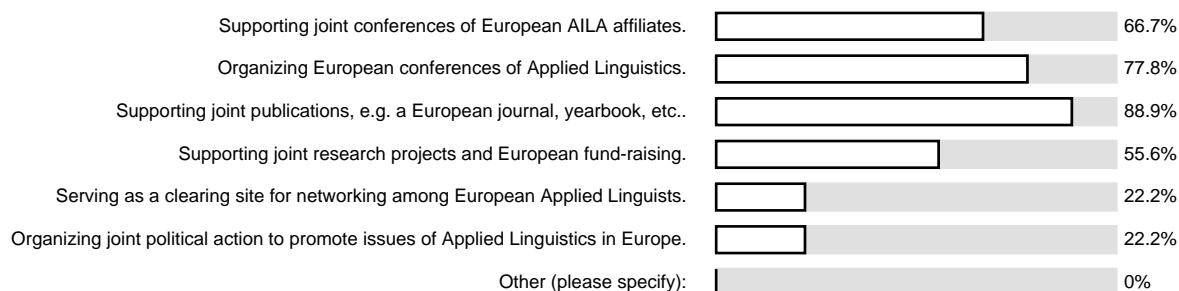 Supporting joint conferences of European AILA affiliates. 66.7%
Organizing European conferences of Applied Linguistics. 77.8%
Supporting joint publications, e.g. a European journal, yearbook, etc.. 88.9%
Supporting joint research projects and European fund-raising. 55.6%
Serving as a clearing site for networking among European Applied Linguists. 22.2%
Organizing joint political action to promote issues of Applied Linguistics in Europe. 22.2%
Other (please specify): 0%